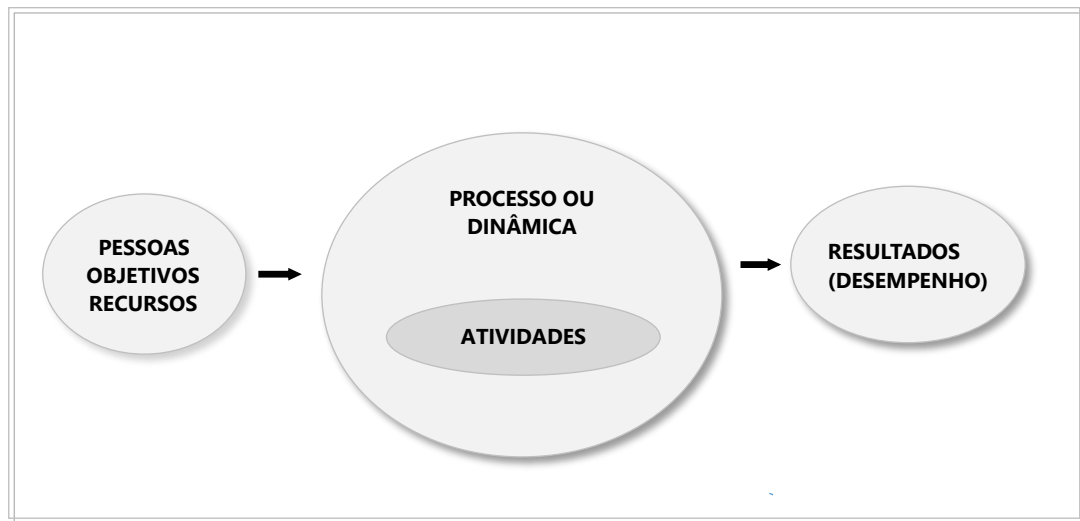 PESSOAS
OBJETIVOS
RECURSOS
PROCESSO OU
DINÂMICA
ATIVIDADES
RESULTADOS
(DESEMPENHO)